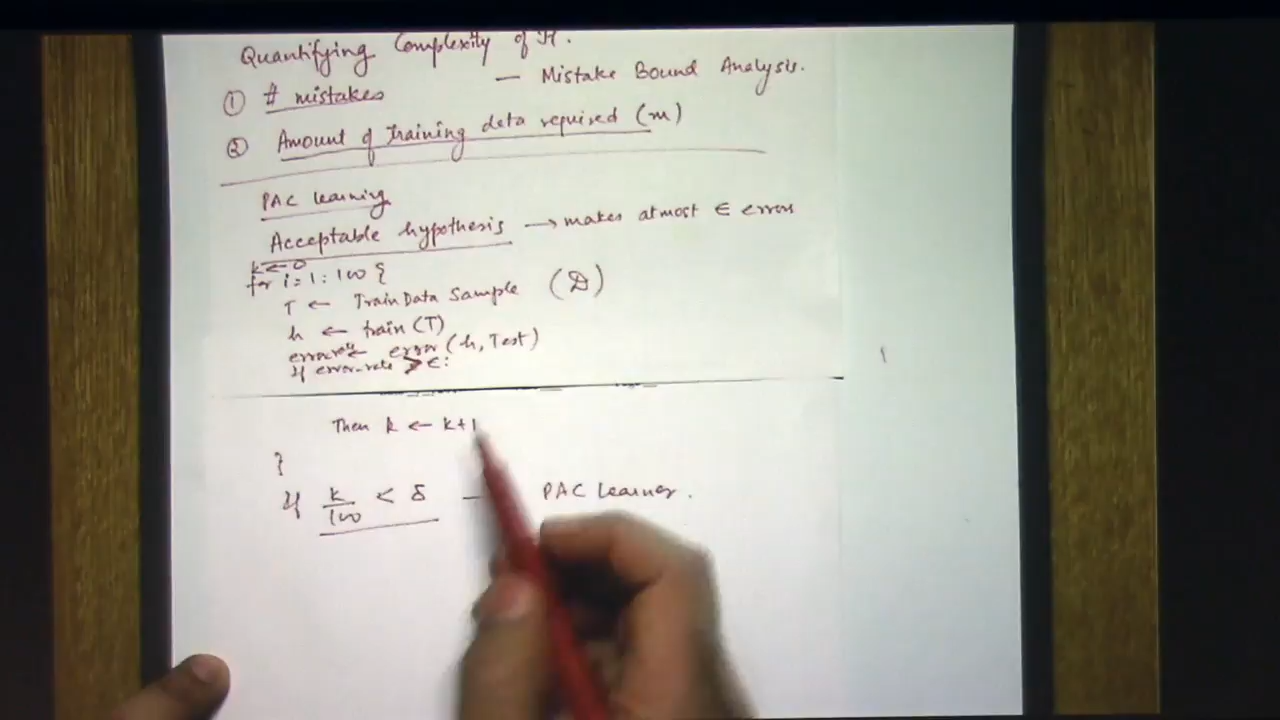 Quantifying Complexity of H.
① # mistakes — Mistake Bound Analysis.
② Amount of training data required (m)
PAC learning
Acceptable hypothesis → makes atmost ∈ error
k ← 0
for i = 1 : 100 {
T ← Train Data Sample (D)
h ← train (T)
error rate ← error (h, Test)
If error-rate > ∈ :
Then k ← k+1
}
If k/100 < δ — PAC Learner.